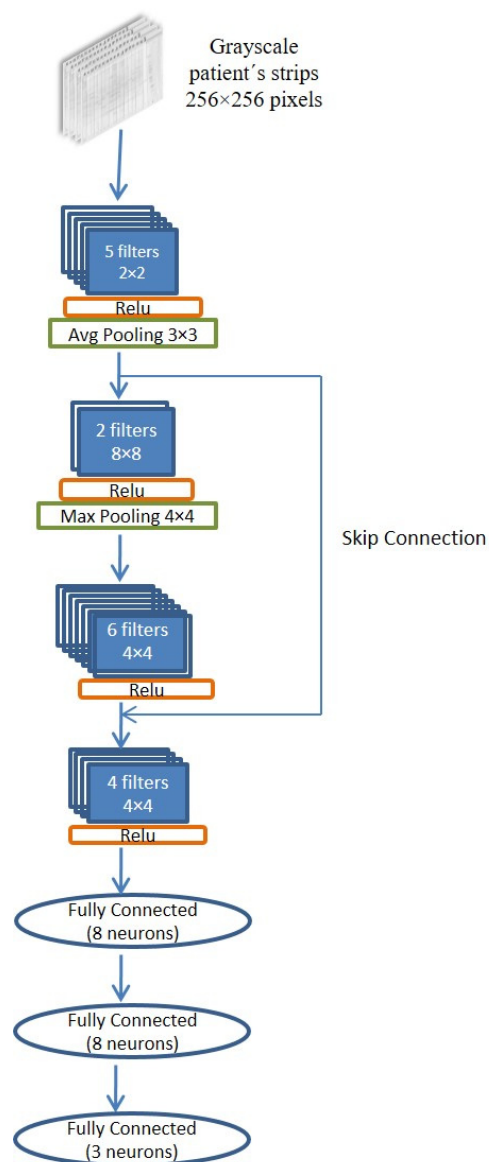 Grayscale
patient´s strips
256×256 pixels
5 filters
2×2
Relu
Avg Pooling 3×3
2 filters
8×8
Relu
Max Pooling 4×4
Skip Connection
6 filters
4×4
Relu
4 filters
4×4
Relu
Fully Connected
(8 neurons)
Fully Connected
(8 neurons)
Fully Connected
(3 neurons)